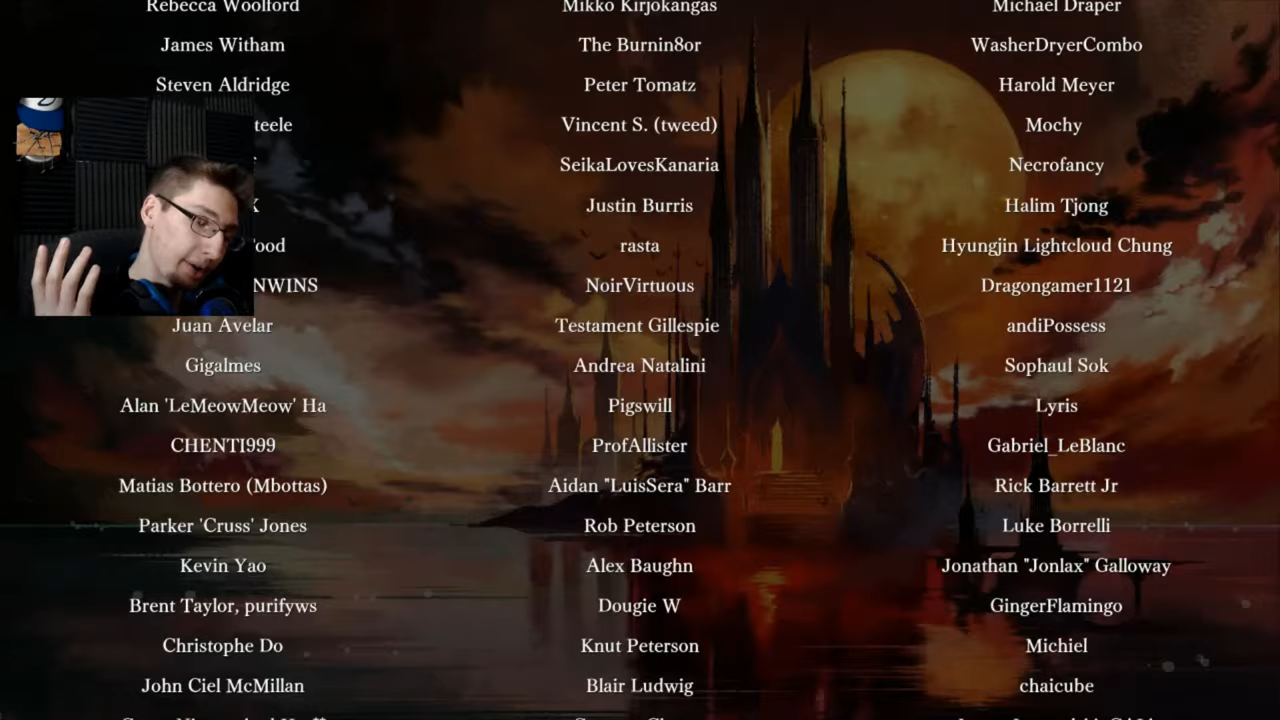 Rebecca Woolford
Mikko Kirjokangas
Michael Draper
James Witham
The Burnin8or
WasherDryerCombo
Steven Aldridge
Peter Tomatz
Harold Meyer
teele
Vincent S. (tweed)
Mochy
SeikaLovesKanaria
Necrofancy
Justin Burris
Halim Tjong
ood
rasta
Hyungjin Lightcloud Chung
NWINS
NoirVirtuous
Dragongamer1121
Juan Avelar
Testament Gillespie
andiPossess
Gigalmes
Andrea Natalini
Sophaul Sok
Alan 'LeMeowMeow' Ha
Pigswill
Lyris
CHENTI999
ProfAllister
Gabriel_LeBlanc
Matias Bottero (Mbottas)
Aidan "LuisSera" Barr
Rick Barrett Jr
Parker 'Cruss' Jones
Rob Peterson
Luke Borrelli
Kevin Yao
Alex Baughn
Jonathan "Jonlax" Galloway
Brent Taylor, purifyws
Dougie W
GingerFlamingo
Christophe Do
Knut Peterson
Michiel
John Ciel McMillan
Blair Ludwig
chaicube